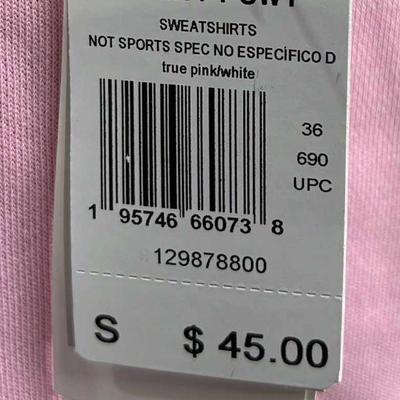 SWEATSHIRTS
NOT SPORTS SPEC NO ESPECÍFICO D
true pink/white
36
690
UPC
1 95746 66073 8
129878800
S $ 45.00